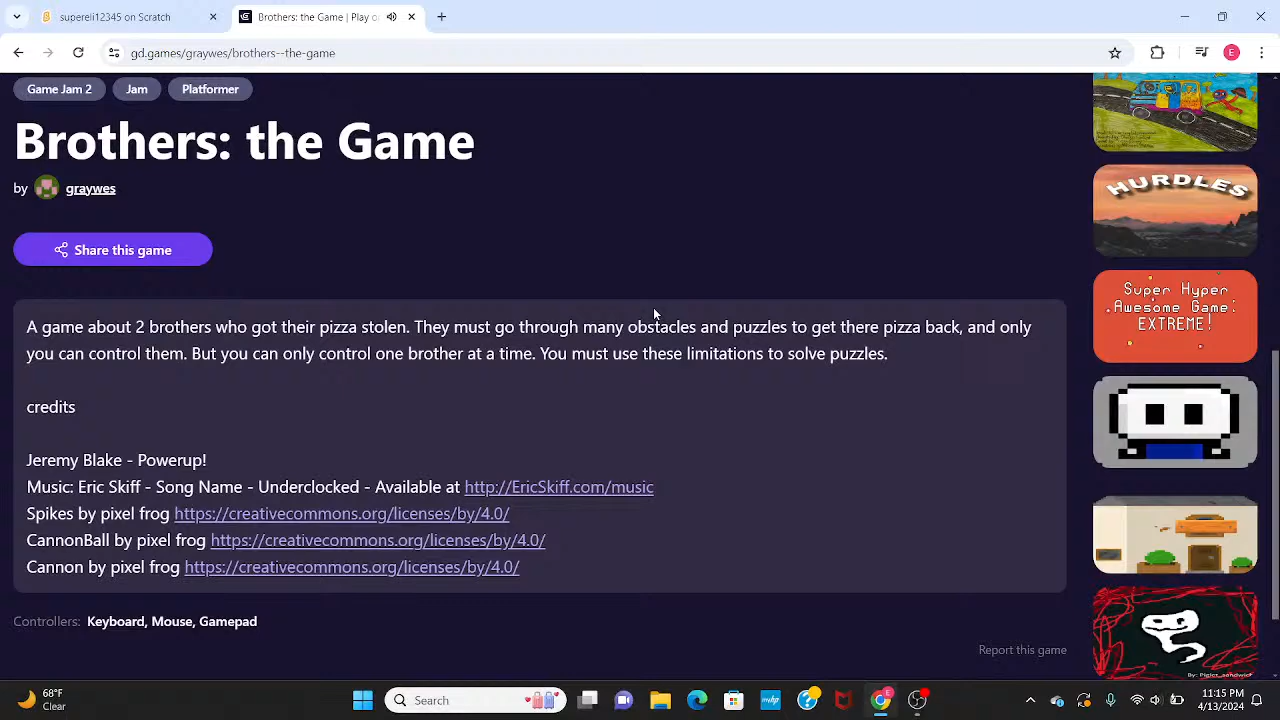 supereli12345 on Scratch
Brothers: the Game | Play on
gd.games/graywes/brothers--the-game
E
Game Jam 2
Jam
Platformer
Brothers: the Game
by graywes
Share this game
A game about 2 brothers who got their pizza stolen. They must go through many obstacles and puzzles to get there pizza back, and only
you can control them. But you can only control one brother at a time. You must use these limitations to solve puzzles.
credits
Jeremy Blake - Powerup!
Music: Eric Skiff - Song Name - Underclocked - Available at http://EricSkiff.com/music
Spikes by pixel frog https://creativecommons.org/licenses/by/4.0/
CannonBall by pixel frog https://creativecommons.org/licenses/by/4.0/
Cannon by pixel frog https://creativecommons.org/licenses/by/4.0/
Controllers: Keyboard, Mouse, Gamepad
Report this game
HURDLES
Super Hyper
Awesome Game:
EXTREME!
68°F
Clear
Search
11:15 PM
4/13/2024